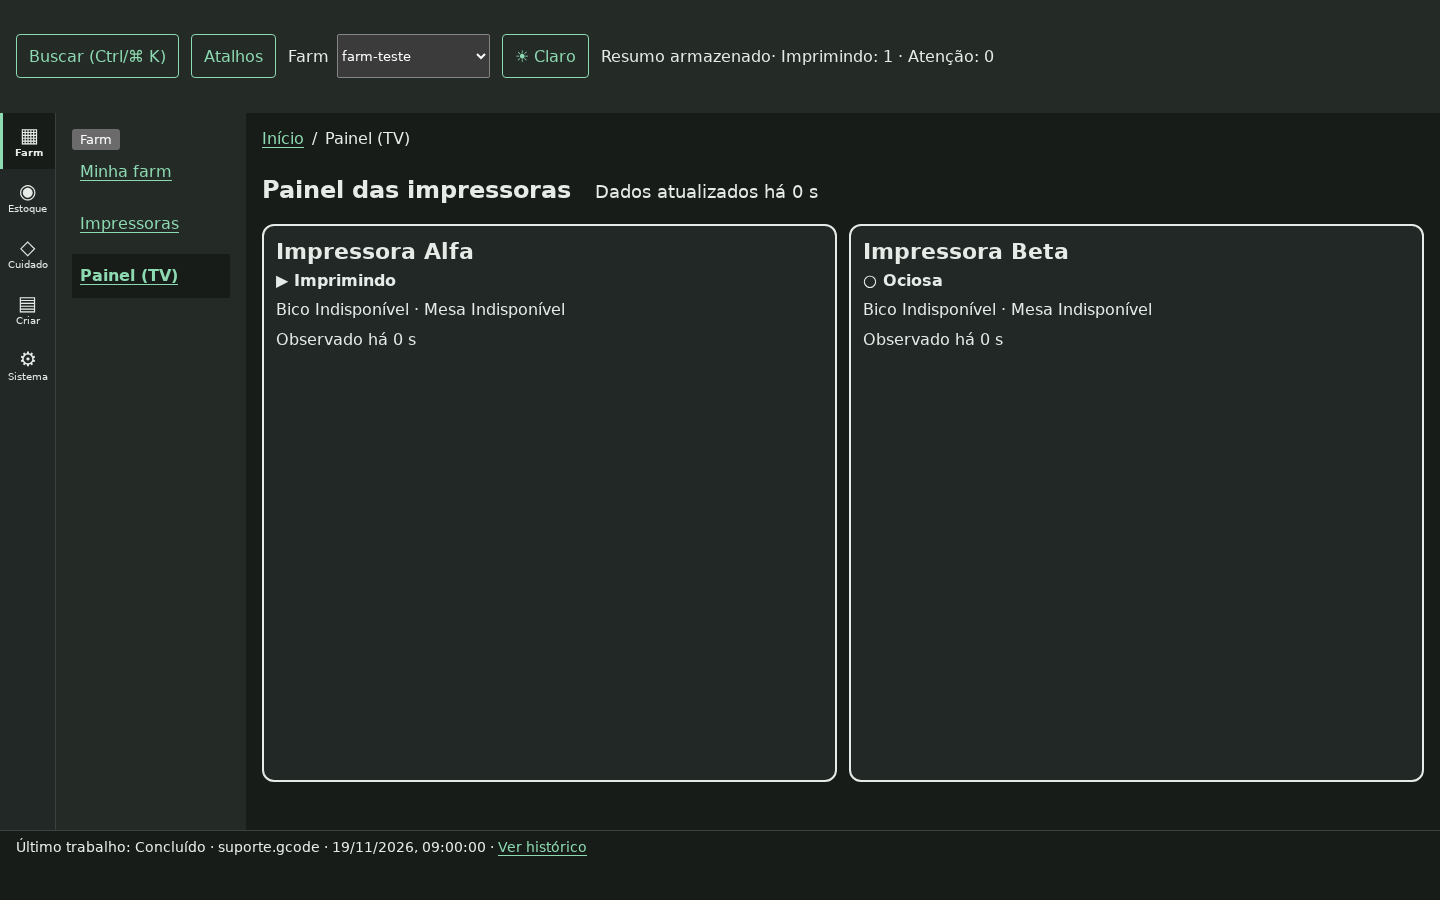 Buscar (Ctrl/⌘ K)
Atalhos
Farm
farm-teste
☀ Claro
Resumo armazenado· Imprimindo: 1 · Atenção: 0
Farm
Estoque
Cuidado
Criar
Sistema
Farm
Minha farm
Impressoras
Painel (TV)
Início / Painel (TV)
Painel das impressoras
Dados atualizados há 0 s
Impressora Alfa
▶ Imprimindo
Bico Indisponível · Mesa Indisponível
Observado há 0 s
Impressora Beta
○ Ociosa
Bico Indisponível · Mesa Indisponível
Observado há 0 s
Último trabalho: Concluído · suporte.gcode · 19/11/2026, 09:00:00 · Ver histórico